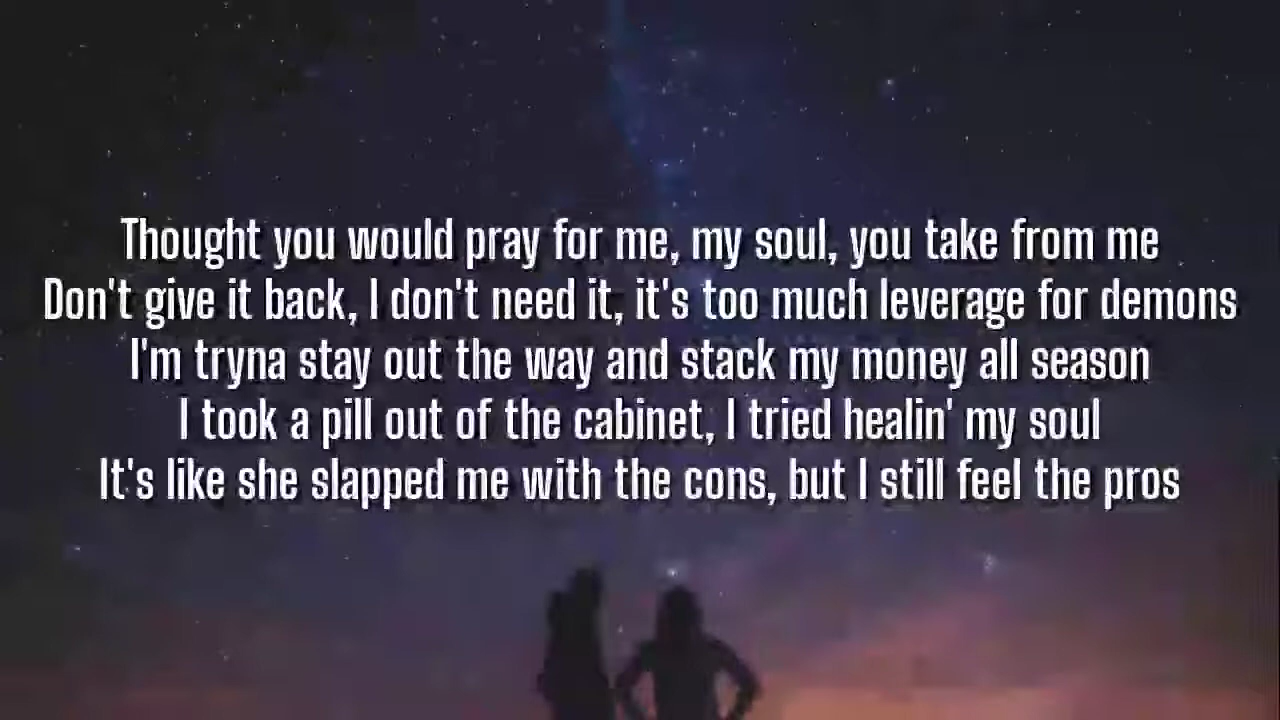 Thought you would pray for me, my soul, you take from me
Don't give it back, I don't need it, it's too much leverage for demons
I'm tryna stay out the way and stack my money all season
I took a pill out of the cabinet, I tried healin' my soul
It's like she slapped me with the cons, but I still feel the pros